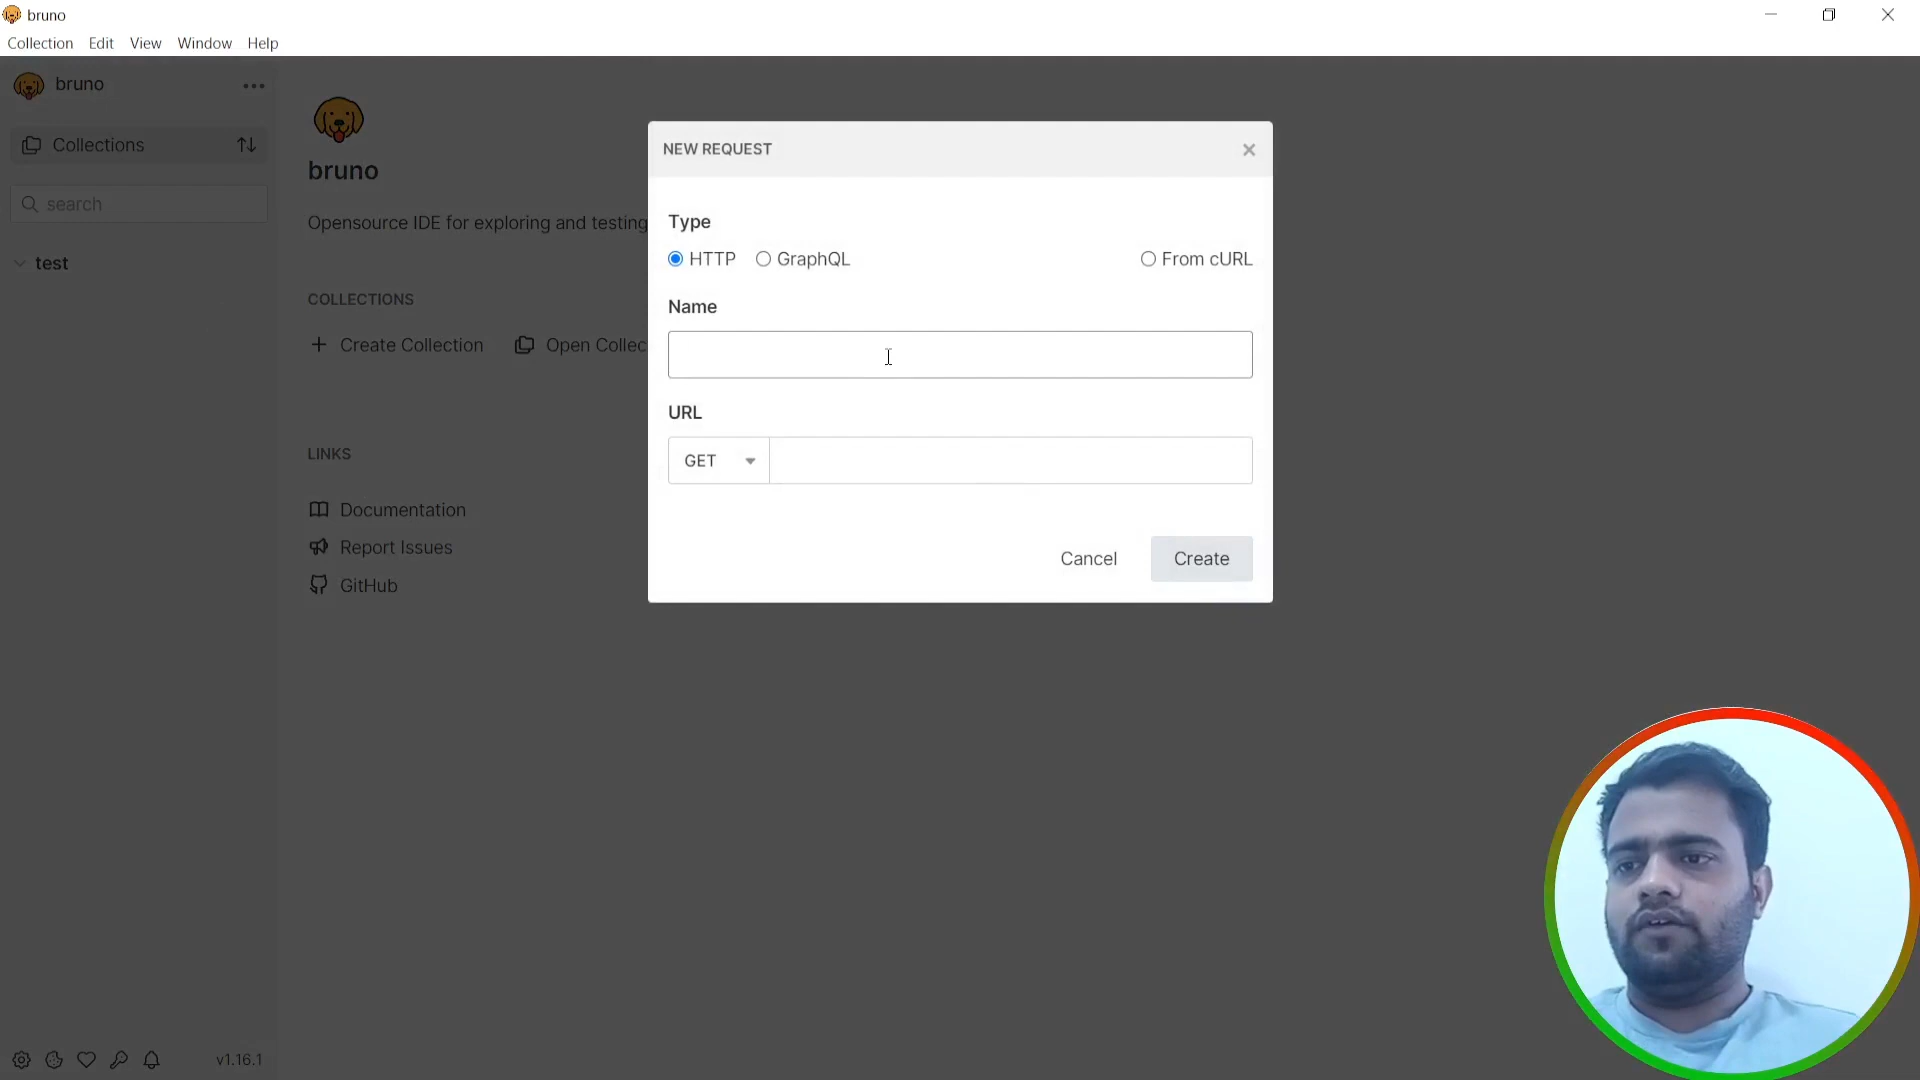 bruno
Collection Edit View Window Help
bruno
Collections
search
test
bruno
Opensource IDE for exploring and testing
COLLECTIONS
Create Collection Open Collec
LINKS
Documentation
Report Issues
GitHub
NEW REQUEST
Type
HTTP GraphQL From cURL
Name
URL
GET
Cancel Create
v1.16.1